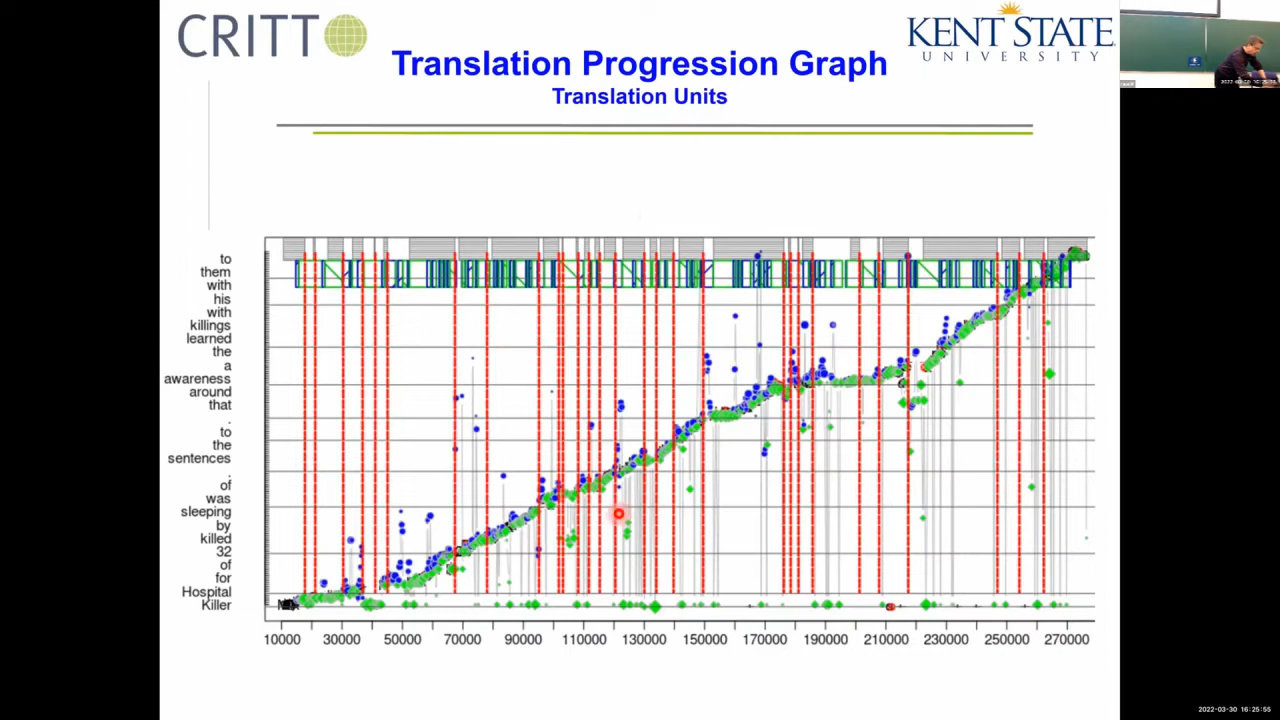 CRITT
KENT STATE
UNIVERSITY
Translation Progression Graph
Translation Units
to
them
with
his
with
killings
learned
the
a
awareness
around
that
.
to
the
sentences
.
of
was
sleeping
by
killed
32
of
for
Hospital
Killer
10000 30000 50000 70000 90000 110000 130000 150000 170000 190000 210000 230000 250000 270000
2022-03-30 16:25:55